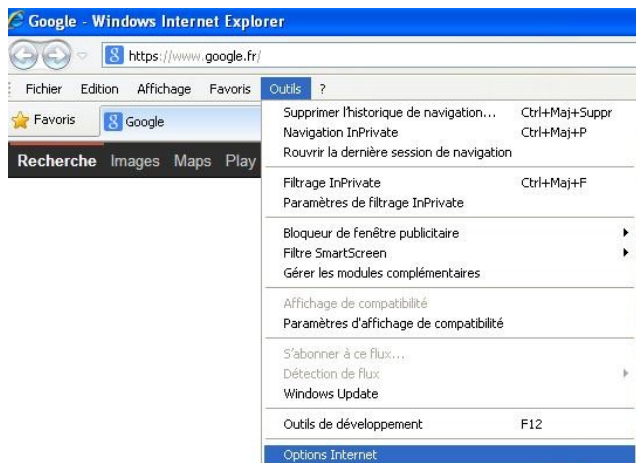 Google - Windows Internet Explorer
https://www.google.fr/
Fichier Edition Affichage Favoris Outils ?
Favoris Google
Recherche Images Maps Play
Supprimer l'historique de navigation... Ctrl+Maj+Suppr
Navigation InPrivate Ctrl+Maj+P
Rouvrir la dernière session de navigation
Filtrage InPrivate Ctrl+Maj+F
Paramètres de filtrage InPrivate
Bloqueur de fenêtre publicitaire
Filtre SmartScreen
Gérer les modules complémentaires
Affichage de compatibilité
Paramètres d'affichage de compatibilité
S'abonner à ce flux...
Détection de flux
Windows Update
Outils de développement F12
Options Internet